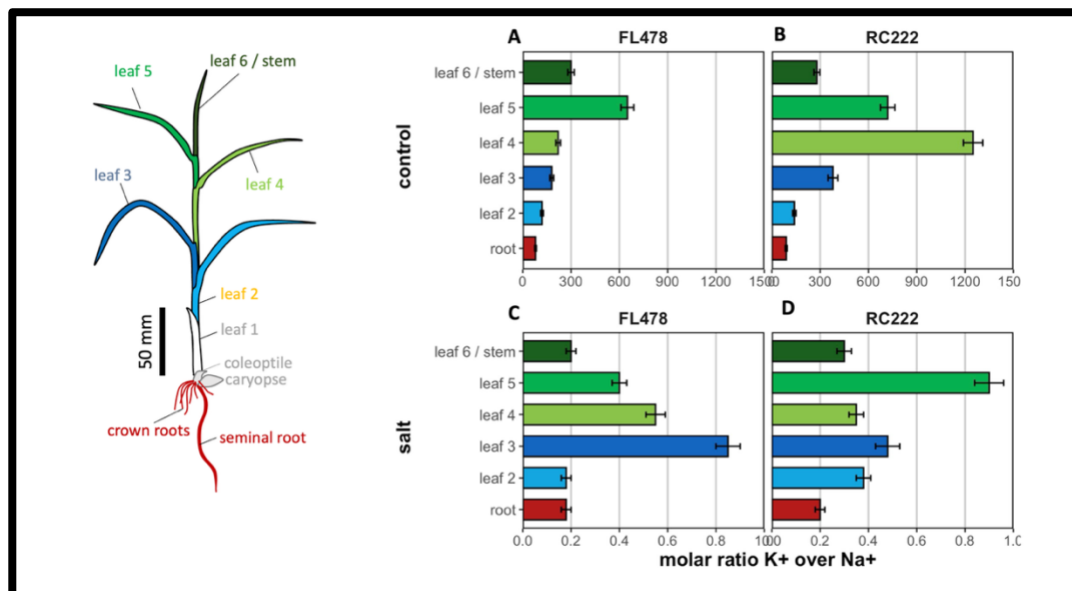 leaf 6 / stem
leaf 5
leaf 3
leaf 4
leaf 2
leaf 1
50 mm
coleoptile
caryopse
crown roots
seminal root
A
FL478
B
RC222
control
leaf 6 / stem
leaf 5
leaf 4
leaf 3
leaf 2
root
0 300 600 900 1200 150
0 300 600 900 1200 150
C
FL478
D
RC222
salt
leaf 6 / stem
leaf 5
leaf 4
leaf 3
leaf 2
root
0.0 0.2 0.4 0.6 0.8 1.0
0.0 0.2 0.4 0.6 0.8 1.0
molar ratio K+ over Na+